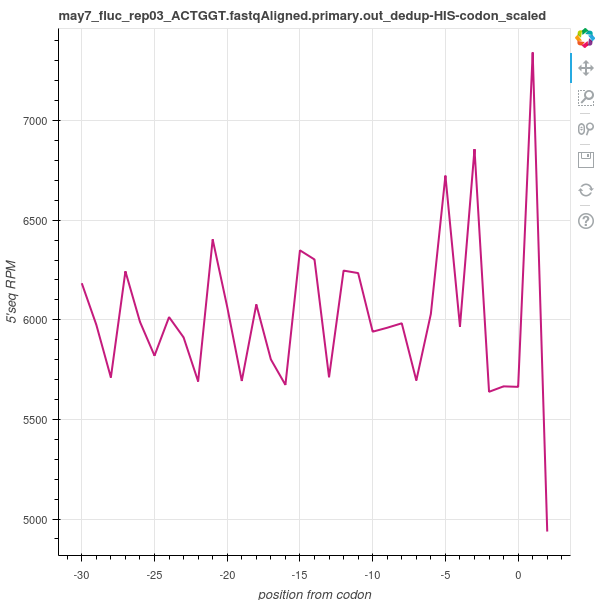 may7_fluc_rep03_ACTGGT.fastqAligned.primary.out_dedup-HIS-codon_scaled
7000
6500
6000
5500
5000
5'seq RPM
-30 -25 -20 -15 -10 -5 0
position from codon